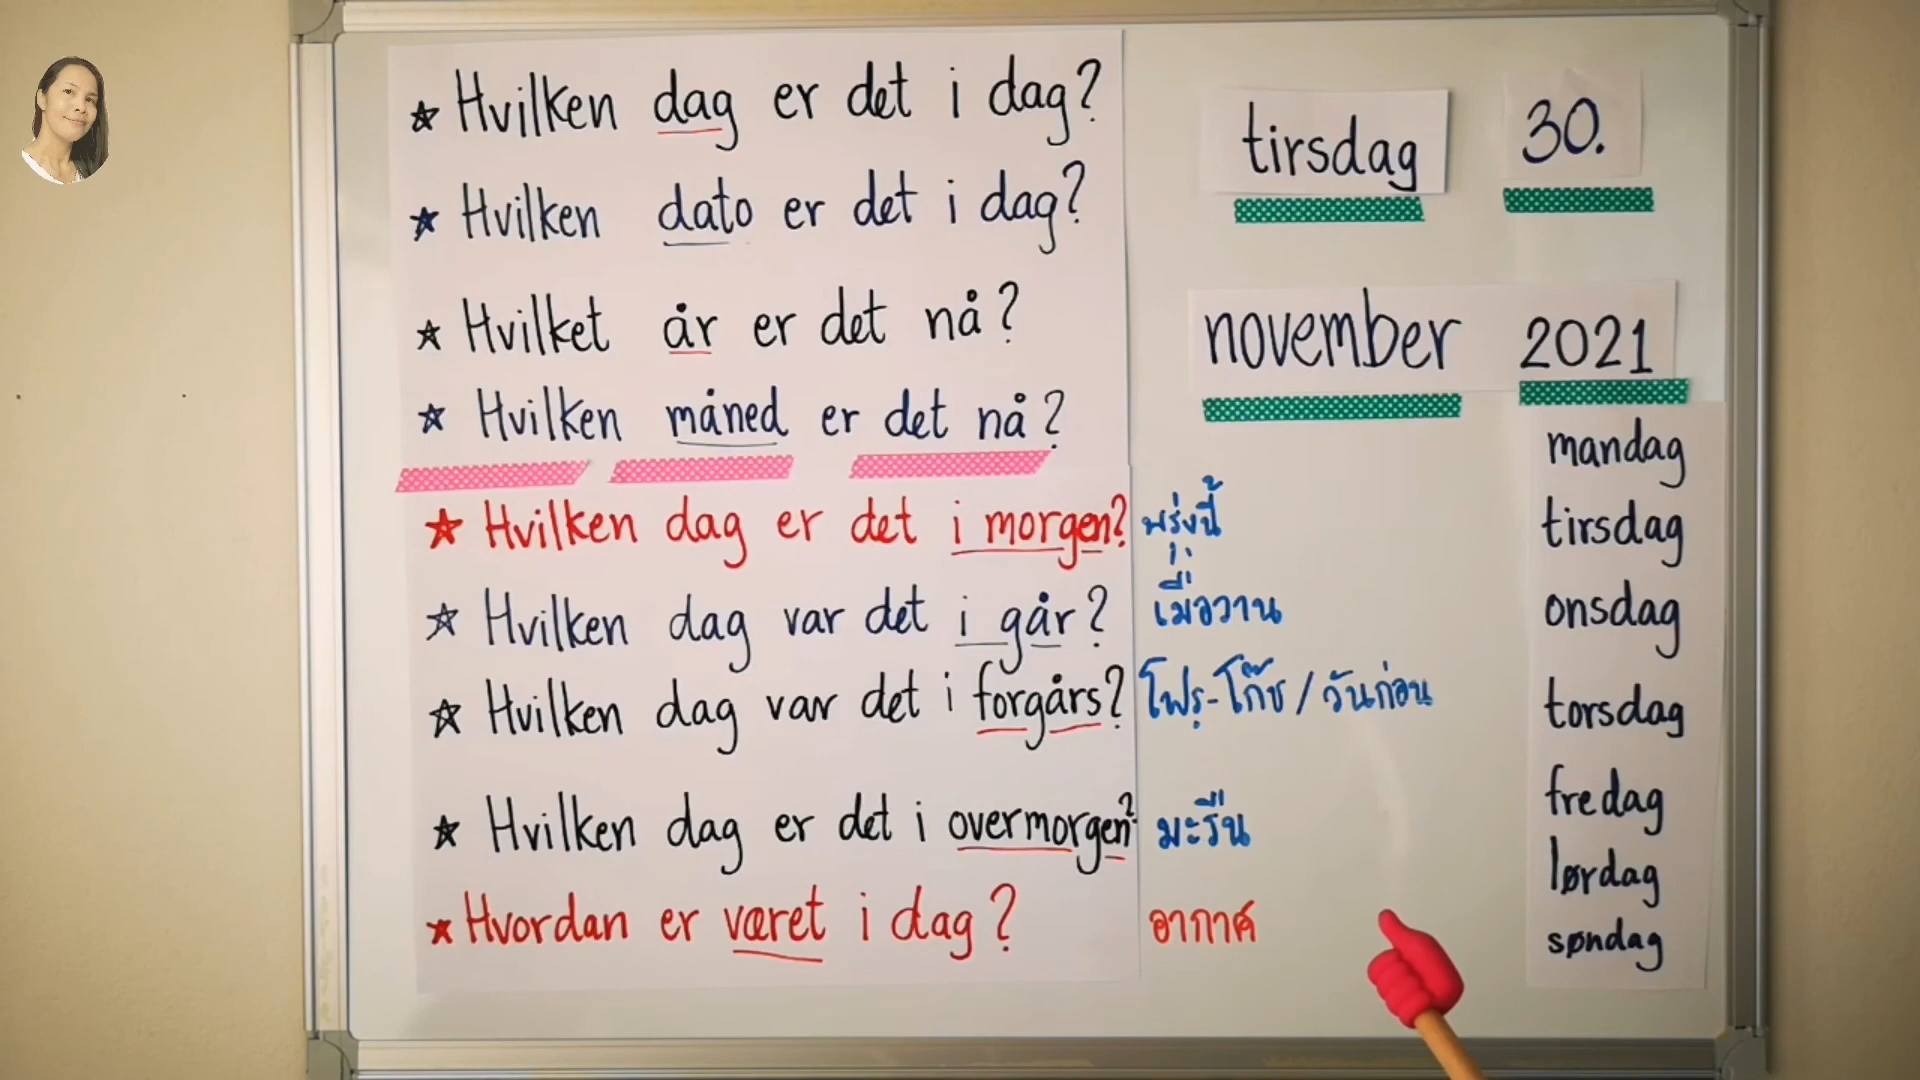 Hvilken dag er det i dag?
Hvilken dato er det i dag?
Hvilket år er det nå?
Hvilken måned er det nå?
Hvilken dag er det i morgen? พรุ่งนี้
Hvilken dag var det i går? เมื่อวาน
Hvilken dag var det i forgårs? โฟรฺ-โก๊ช / วันก่อน
Hvilken dag er det i overmorgen? มะรืน
Hvordan er været i dag? อากาศ
tirsdag 30.
november 2021
mandag
tirsdag
onsdag
torsdag
fredag
lørdag
søndag